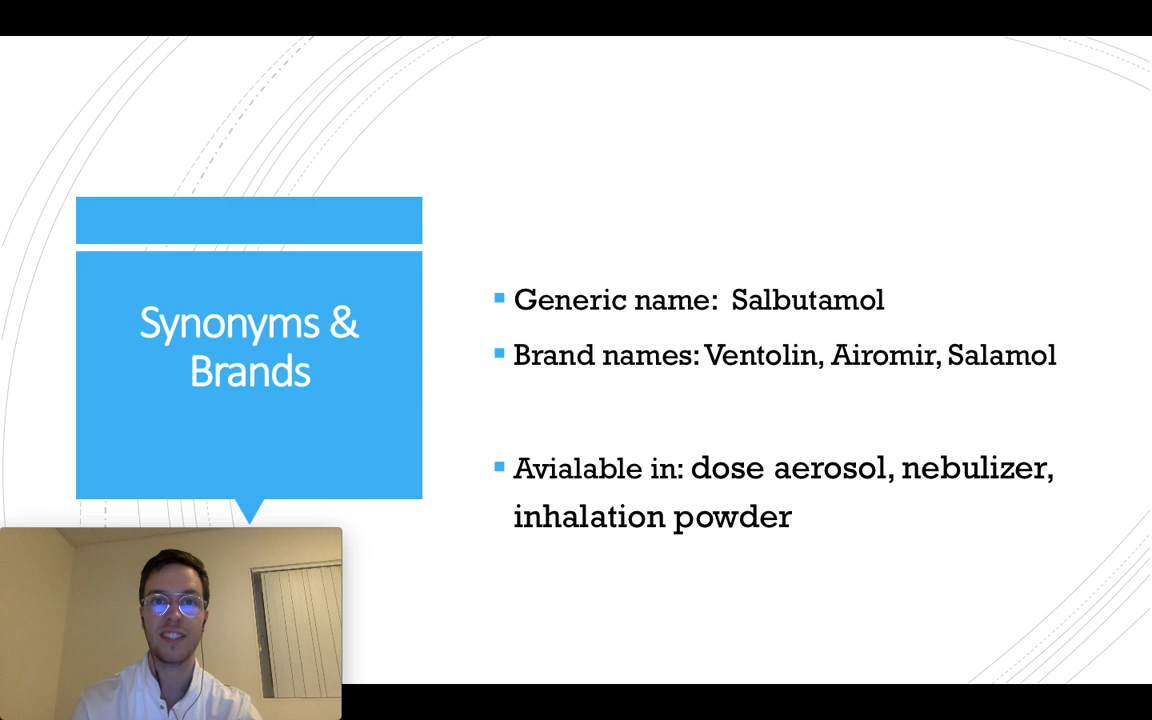 Synonyms &
Brands
Generic name: Salbutamol
Brand names: Ventolin, Airomir, Salamol
Avialable in: dose aerosol, nebulizer,
inhalation powder